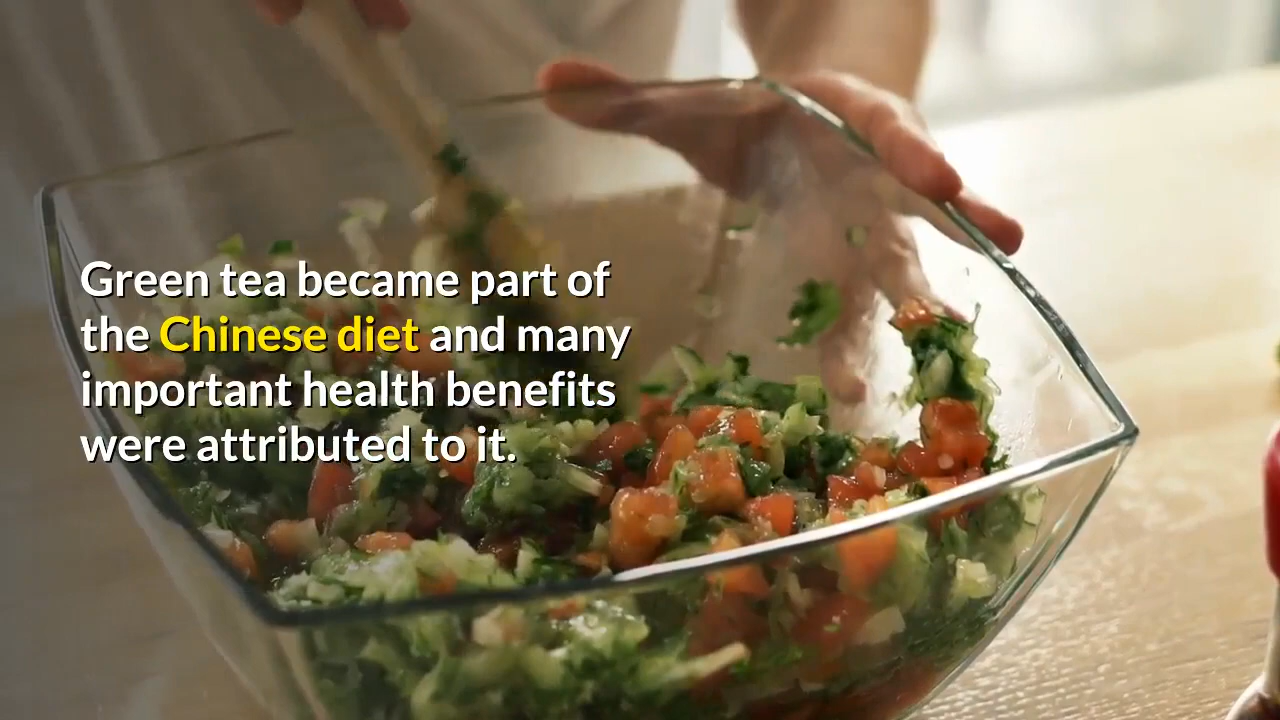 Green tea became part of
the Chinese diet and many
important health benefits
were attributed to it.